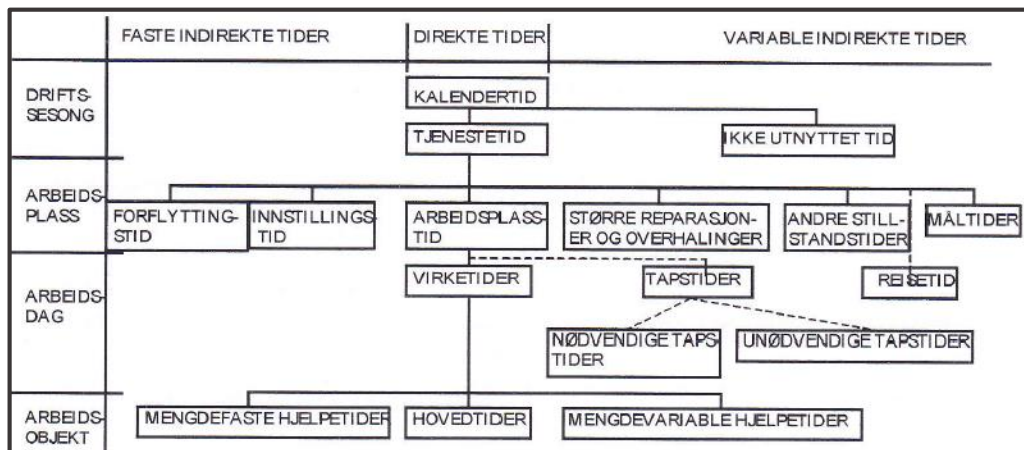 FASTE INDIREKTE TIDER
DIREKTE TIDER
VARIABLE INDIREKTE TIDER
DRIFTS-
SESONG
KALENDERTID
TJENESTETID
IKKE UTNYTTET TID
ARBEIDS-
PLASS
FORFLYTTING-
STID
INNSTILLINGS-
TID
ARBEIDSPLASS-
TID
STØRRE REPARASJON-
ER OG OVERHALINGER
ANDRE STILL-
STANDSTIDER
MÅLTIDER
ARBEIDS-
DAG
VIRKETIDER
TAPSTIDER
REISETID
NØDVENDIGE TAPS-
TIDER
UNØDVENDIGE TAPSTIDER
ARBEIDS-
OBJEKT
MENGDEFASTE HJELPETIDER
HOVEDTIDER
MENGDEVARIABLE HJELPETIDER